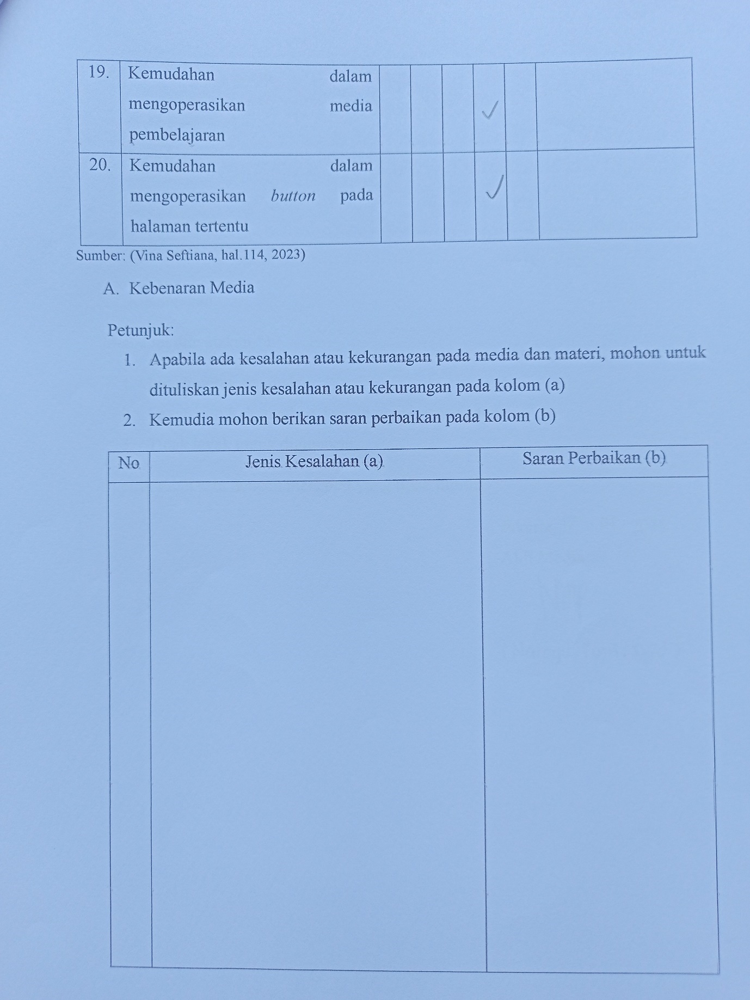 19. Kemudahan dalam
mengoperasikan media
pembelajaran
20. Kemudahan dalam
mengoperasikan button pada
halaman tertentu
Sumber: (Vina Seftiana, hal.114, 2023)
A. Kebenaran Media
Petunjuk:
1. Apabila ada kesalahan atau kekurangan pada media dan materi, mohon untuk
dituliskan jenis kesalahan atau kekurangan pada kolom (a)
2. Kemudia mohon berikan saran perbaikan pada kolom (b)
No Jenis Kesalahan (a) Saran Perbaikan (b)